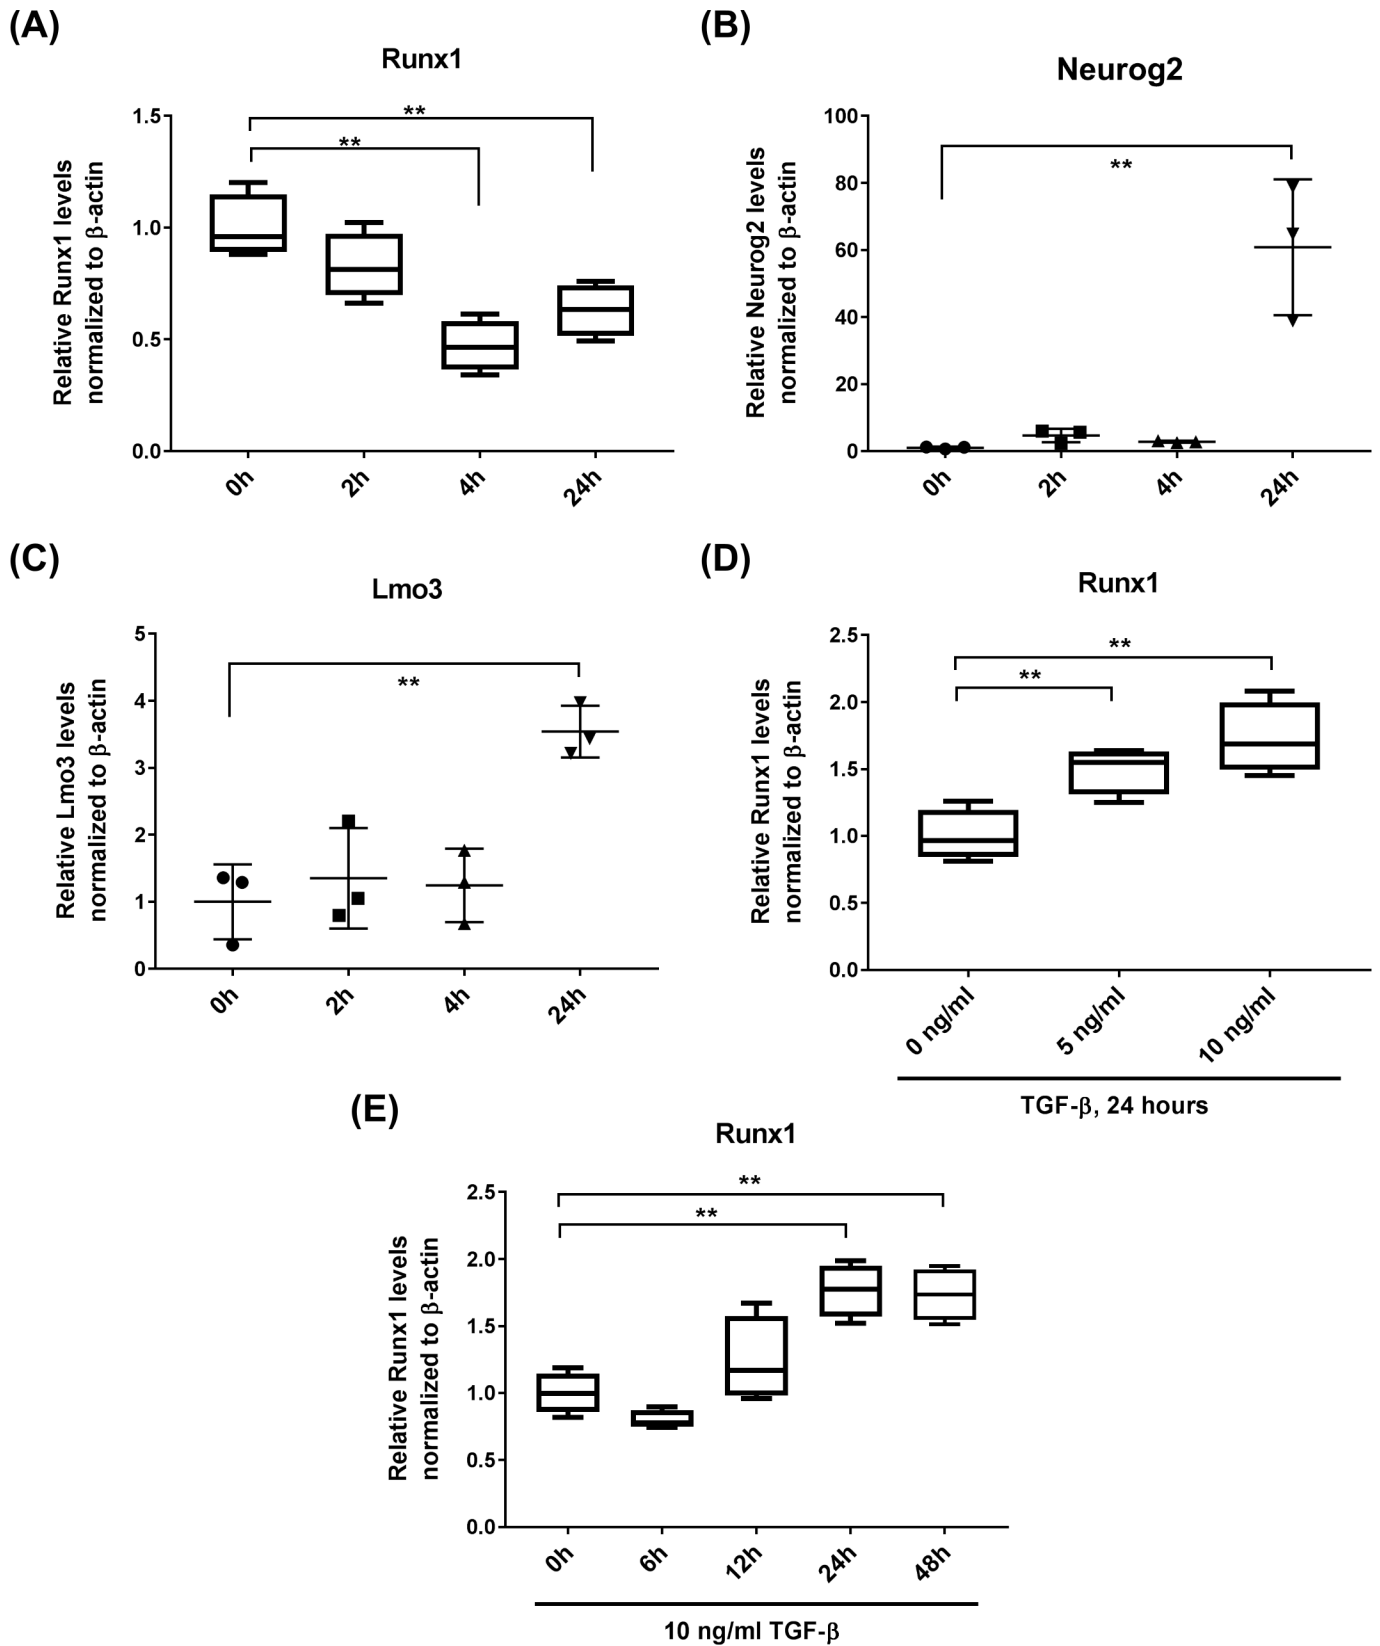 (A)
Runx1
Relative Runx1 levels
normalized to β-actin
1.5
1.0
0.5
0.0
**
**
0h
2h
4h
24h
(B)
Neurog2
Relative Neurog2 levels
normalized to β-actin
100
80
60
40
20
0
**
0h
2h
4h
24h
(C)
Lmo3
Relative Lmo3 levels
normalized to β-actin
5
4
3
2
1
0
**
0h
2h
4h
24h
(D)
Runx1
Relative Runx1 levels
normalized to β-actin
2.5
2.0
1.5
1.0
0.5
0.0
**
**
0 ng/ml
5 ng/ml
10 ng/ml
TGF-β, 24 hours
(E)
Runx1
Relative Runx1 levels
normalized to β-actin
2.5
2.0
1.5
1.0
0.5
0.0
**
**
0h
6h
12h
24h
48h
10 ng/ml TGF-β